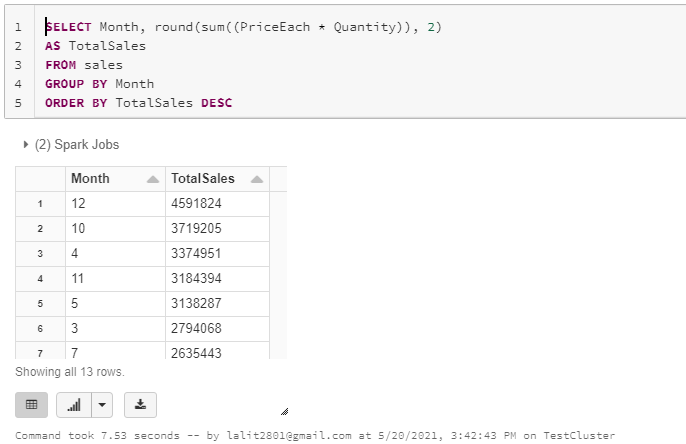 1 SELECT Month, round(sum((PriceEach * Quantity)), 2)
2 AS TotalSales
3 FROM sales
4 GROUP BY Month
5 ORDER BY TotalSales DESC
(2) Spark Jobs
Month TotalSales
1 12 4591824
2 10 3719205
3 4 3374951
4 11 3184394
5 5 3138287
6 3 2794068
7 7 2635443
Showing all 13 rows.
Command took 7.53 seconds -- by lalit2801@gmail.com at 5/20/2021, 3:42:43 PM on TestCluster